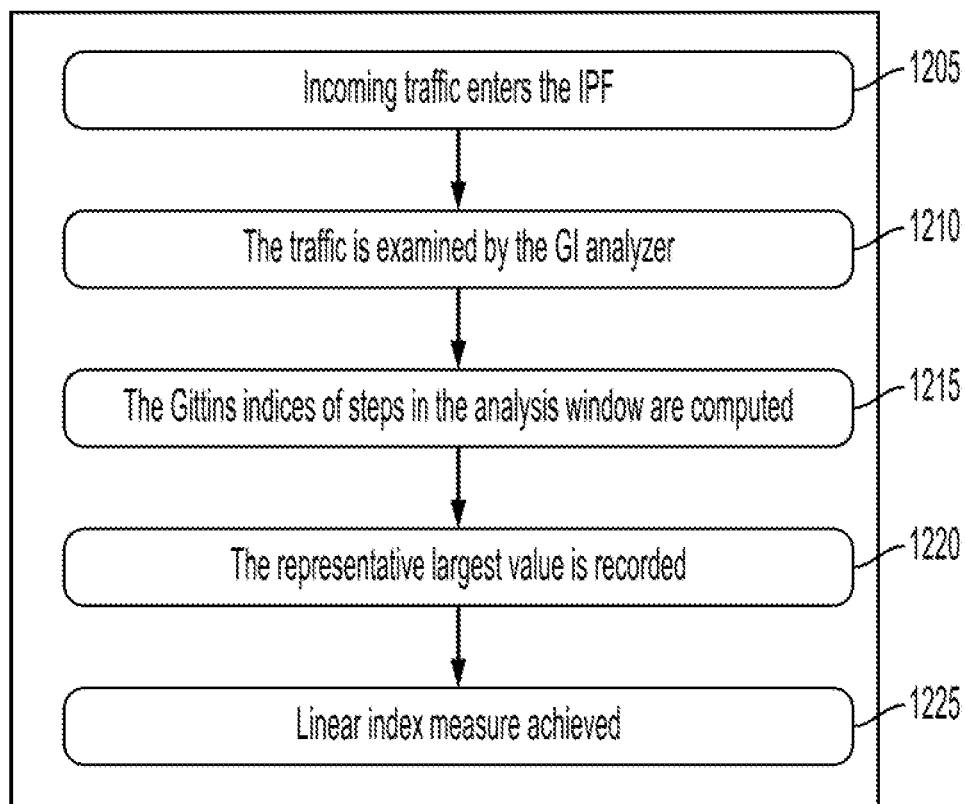 Incoming traffic enters the IPF
1205
The traffic is examined by the GI analyzer
1210
The Gittins indices of steps in the analysis window are computed
1215
The representative largest value is recorded
1220
Linear index measure achieved
1225